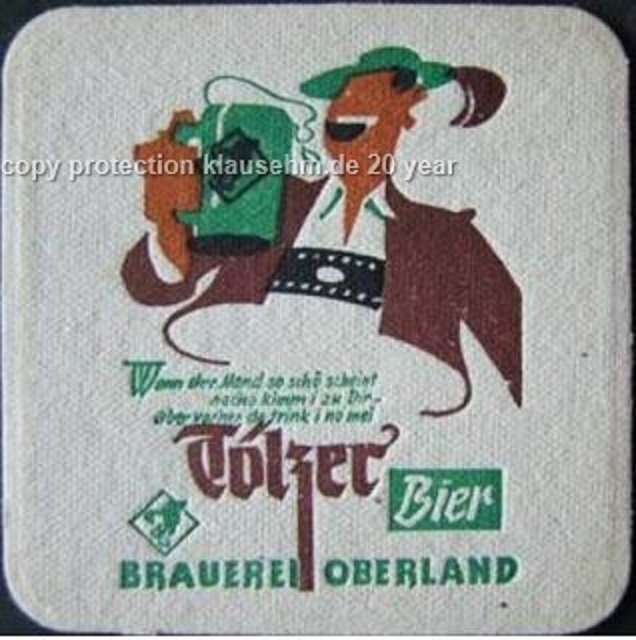 copy protection klausehm.de 20 year
Wann der Mond so schö scheint
nacha kimm i zu Dir.-
Aber vorher, da trink i no mei
Tölzer
Bier
BRAUEREI OBERLAND